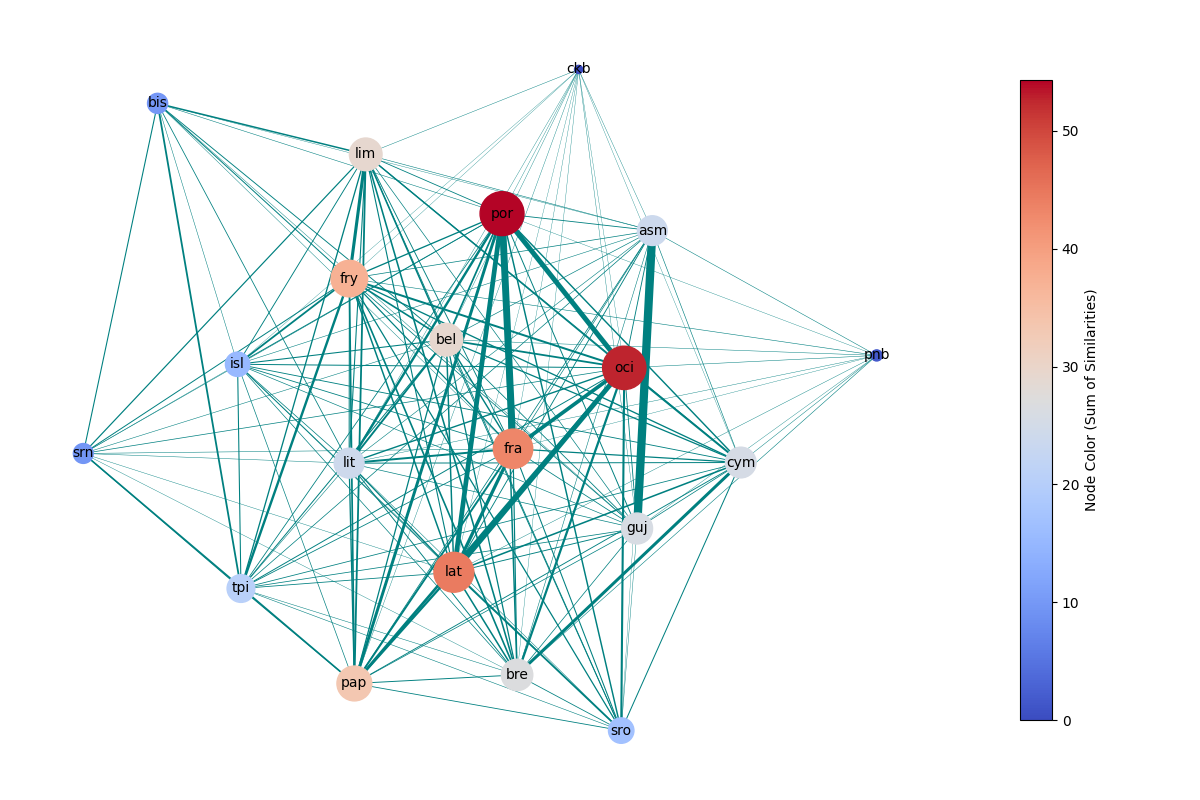 ckb
bis
lim
por
asm
fry
bel
pnb
isl
oci
fra
srn
lit
cym
guj
lat
tpi
bre
pap
sro
50
40
30
20
10
0
Node Color (Sum of Similarities)